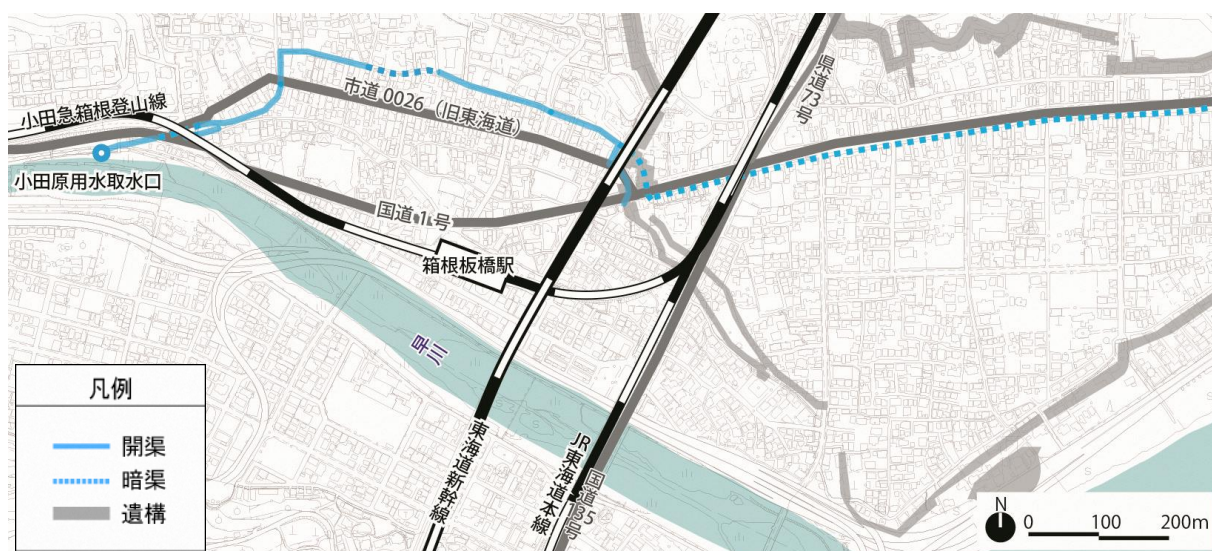 小田急箱根登山線
市道 0026（旧東海道）
県道73号
小田原用水取水口
国道 1 号
箱根板橋駅
早川
東海道新幹線
JR東海道本線
国道135号
凡例
開渠
暗渠
遺構
N
0 100 200m